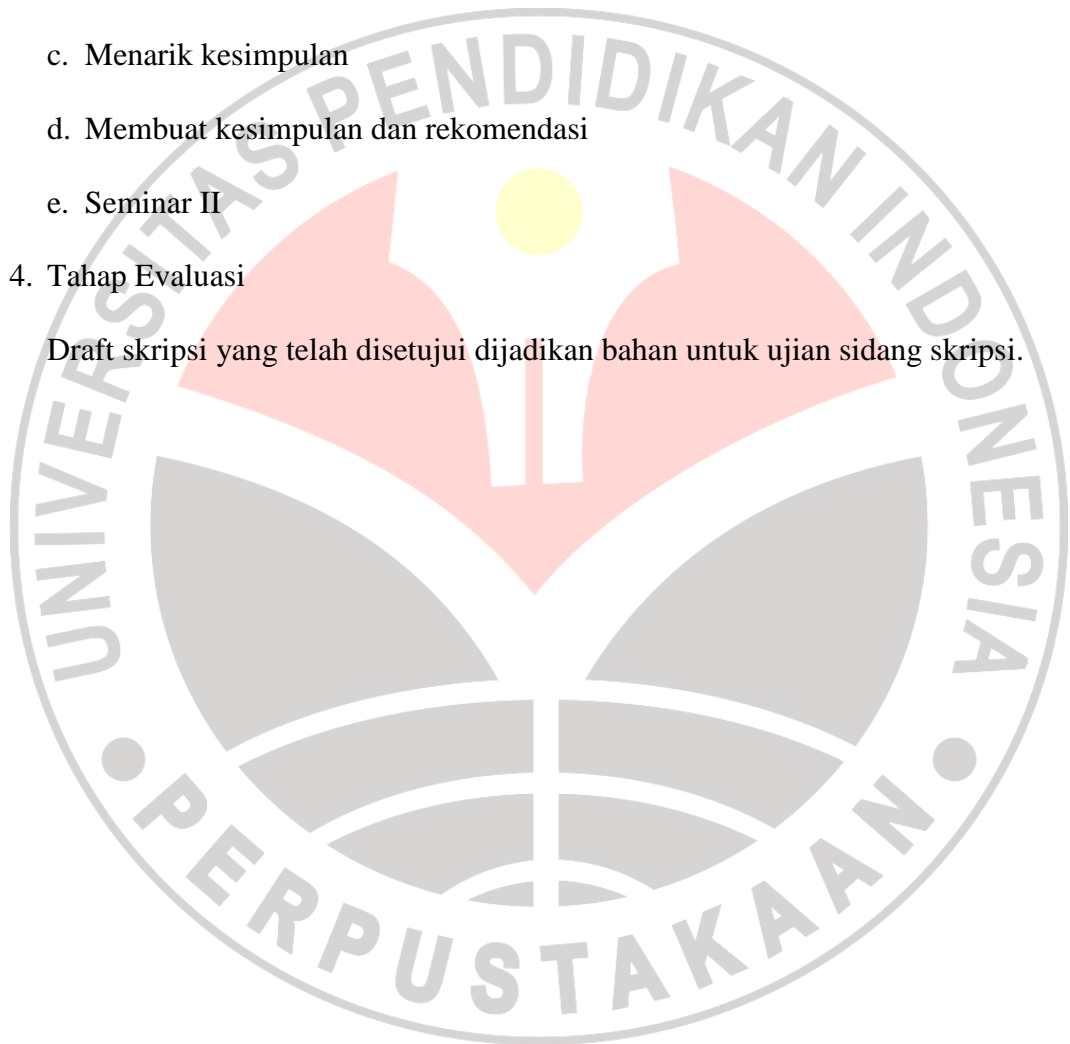 c. Menarik kesimpulan
d. Membuat kesimpulan dan rekomendasi
e. Seminar II
4. Tahap Evaluasi
Draft skripsi yang telah disetujui dijadikan bahan untuk ujian sidang skripsi.
UNIVERSITAS PENDIDIKAN INDONESIA
PERPUSTAKAAN